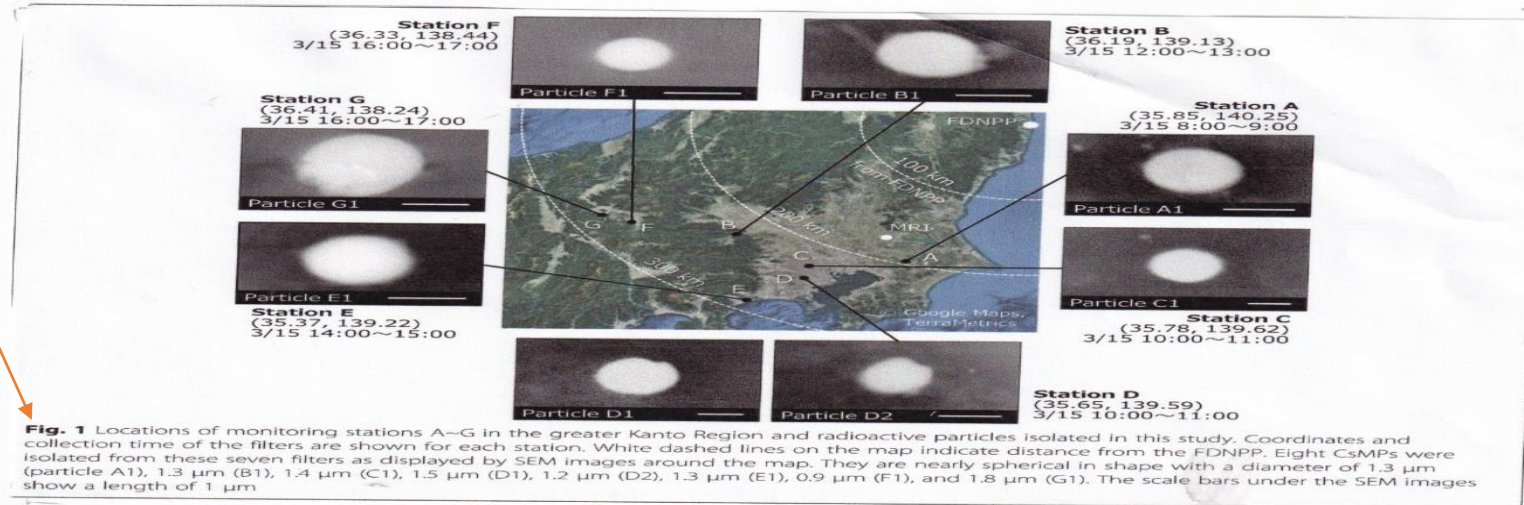 Station F
(36.33, 138.44)
3/15 16:00～17:00
Particle F1
Station B
(36.19, 139.13)
3/15 12:00～13:00
Particle B1
Station G
(36.41, 138.24)
3/15 16:00～17:00
Particle G1
Station A
(35.85, 140.25)
3/15 8:00～9:00
Particle A1
FDNPP
100 km
from FDNPP
200 km
300 km
MRI
G
F
B
A
C
D
E
© Google Maps,
TerraMetrics
Particle E1
Station E
(35.37, 139.22)
3/15 14:00～15:00
Particle C1
Station C
(35.78, 139.62)
3/15 10:00～11:00
Particle D1
Particle D2
Station D
(35.65, 139.59)
3/15 10:00～11:00
Fig. 1 Locations of monitoring stations A~G in the greater Kanto Region and radioactive particles isolated in this study. Coordinates and
collection time of the filters are shown for each station. White dashed lines on the map indicate distance from the FDNPP. Eight CsMPs were
isolated from these seven filters as displayed by SEM images around the map. They are nearly spherical in shape with a diameter of 1.3 μm
(particle A1), 1.3 μm (B1), 1.4 μm (C1), 1.5 μm (D1), 1.2 μm (D2), 1.3 μm (E1), 0.9 μm (F1), and 1.8 μm (G1). The scale bars under the SEM images
show a length of 1 μm